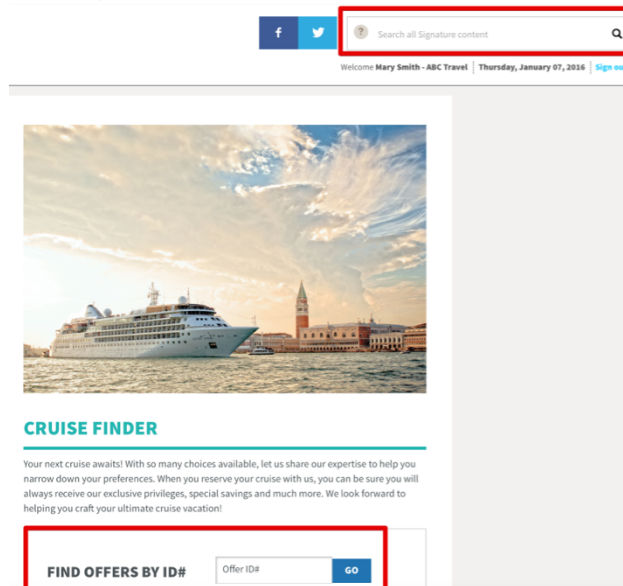 Search all Signature content
Welcome Mary Smith - ABC Travel | Thursday, January 07, 2016 | Sign
CRUISE FINDER
Your next cruise awaits! With so many choices available, let us share our expertise to help you
narrow down your preferences. When you reserve your cruise with us, you can be sure you will
always receive our exclusive privileges, special savings and much more. We look forward to
helping you craft your ultimate cruise vacation!
FIND OFFERS BY ID# Offer ID# GO